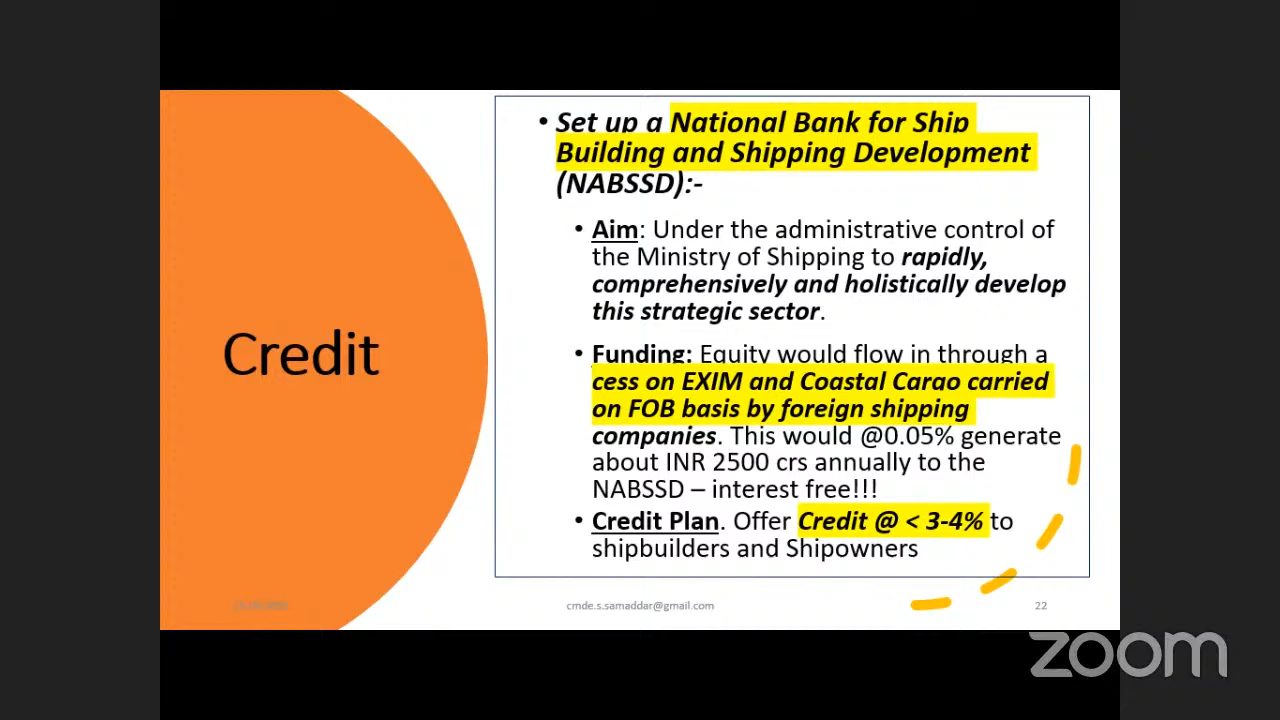 Credit
• Set up a National Bank for Ship
Building and Shipping Development
(NABSSD):-
• Aim: Under the administrative control of
the Ministry of Shipping to rapidly,
comprehensively and holistically develop
this strategic sector.
• Funding: Equity would flow in through a
cess on EXIM and Coastal Cargo carried
on FOB basis by foreign shipping
companies. This would @0.05% generate
about INR 2500 crs annually to the
NABSSD – interest free!!!
• Credit Plan. Offer Credit @ < 3-4% to
shipbuilders and Shipowners
cmde.s.samaddar@gmail.com
22
zoom